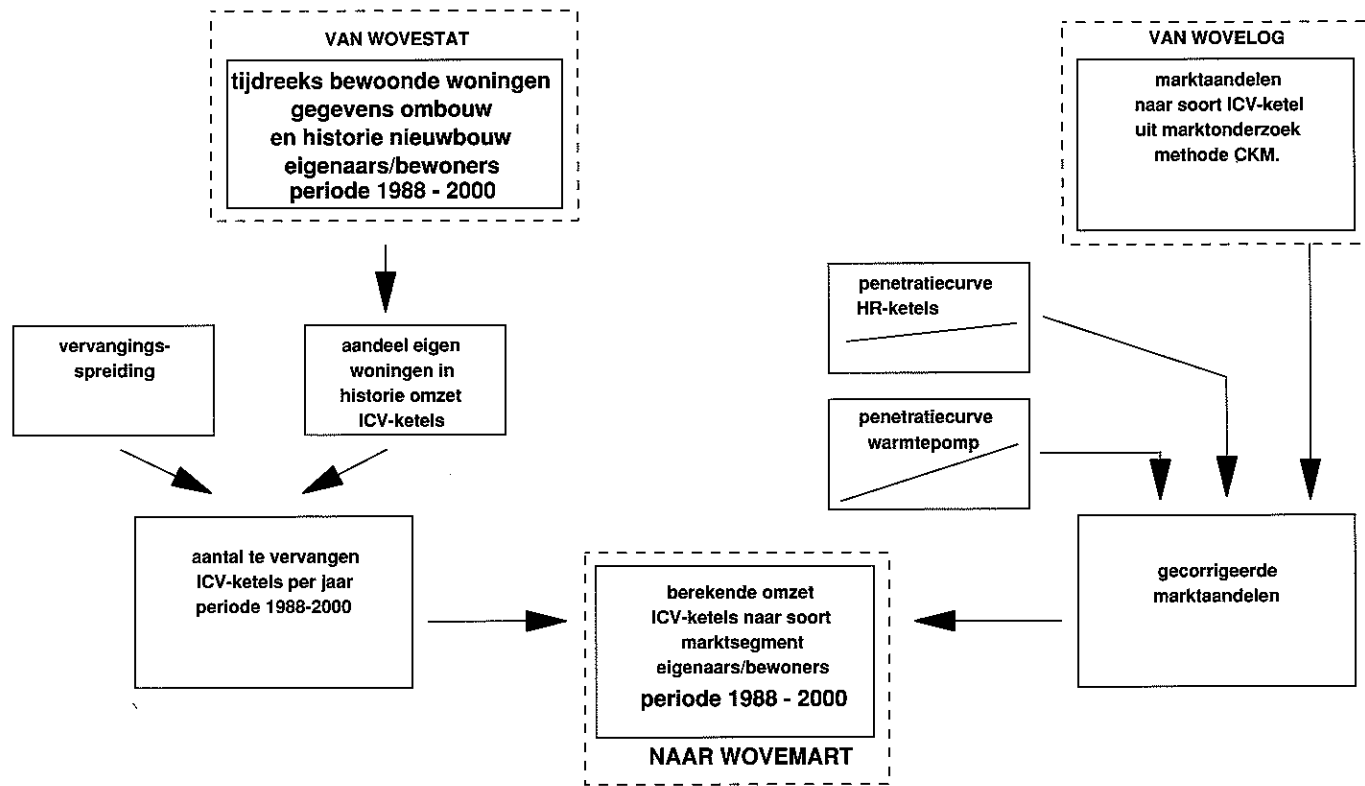 VAN WOVESTAT
tijdreeks bewoonde woningen
gegevens ombouw
en historie nieuwbouw
eigenaars/bewoners
periode 1988 - 2000
VAN WOVELOG
marktaandelen
naar soort ICV-ketel
uit marktonderzoek
methode CKM.
penetratiecurve
HR-ketels
vervangings-
spreiding
aandeel eigen
woningen in
historie omzet
ICV-ketels
penetratiecurve
warmtepomp
aantal te vervangen
ICV-ketels per jaar
periode 1988-2000
berekende omzet
ICV-ketels naar soort
marktsegment
eigenaars/bewoners
periode 1988 - 2000
NAAR WOVEMART
gecorrigeerde
marktaandelen